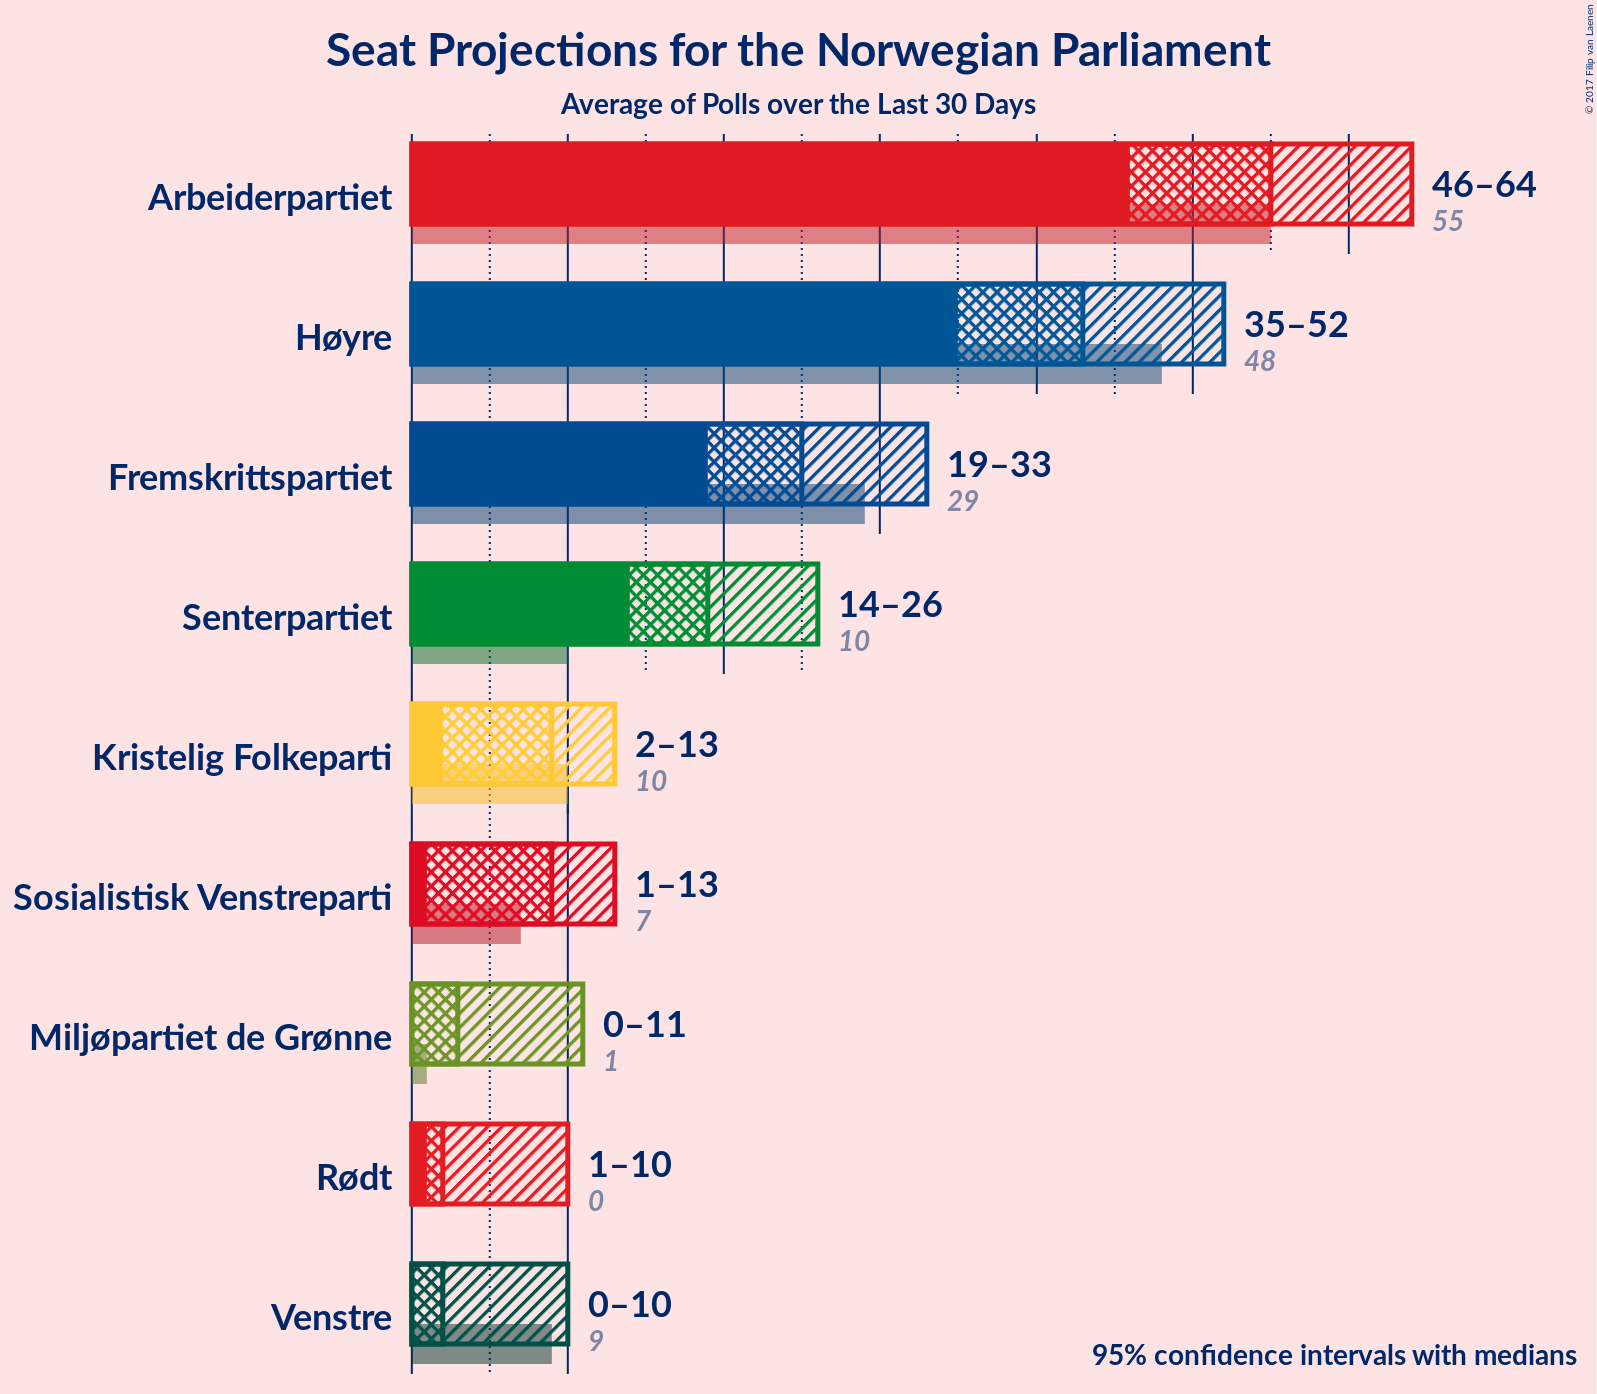 Seat Projections for the Norwegian Parliament
Average of Polls over the Last 30 Days
© 2017 Filip van Laenen
Arbeiderpartiet
46–64
55
Høyre
35–52
48
Fremskrittspartiet
19–33
29
Senterpartiet
14–26
10
Kristelig Folkeparti
2–13
10
Sosialistisk Venstreparti
1–13
7
Miljøpartiet de Grønne
0–11
1
Rødt
1–10
0
Venstre
0–10
9
95% confidence intervals with medians